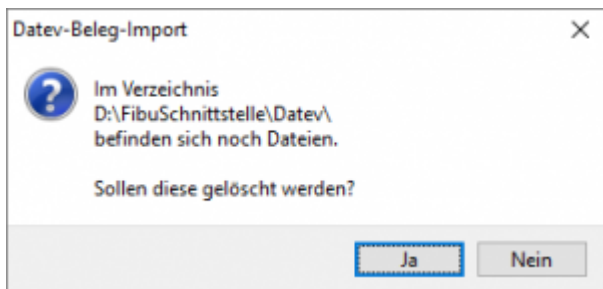 Datev-Beleg-Import
Im Verzeichnis
D:\FibuSchnittstelle\Datev\
befinden sich noch Dateien.
Sollen diese gelöscht werden?
Ja
Nein